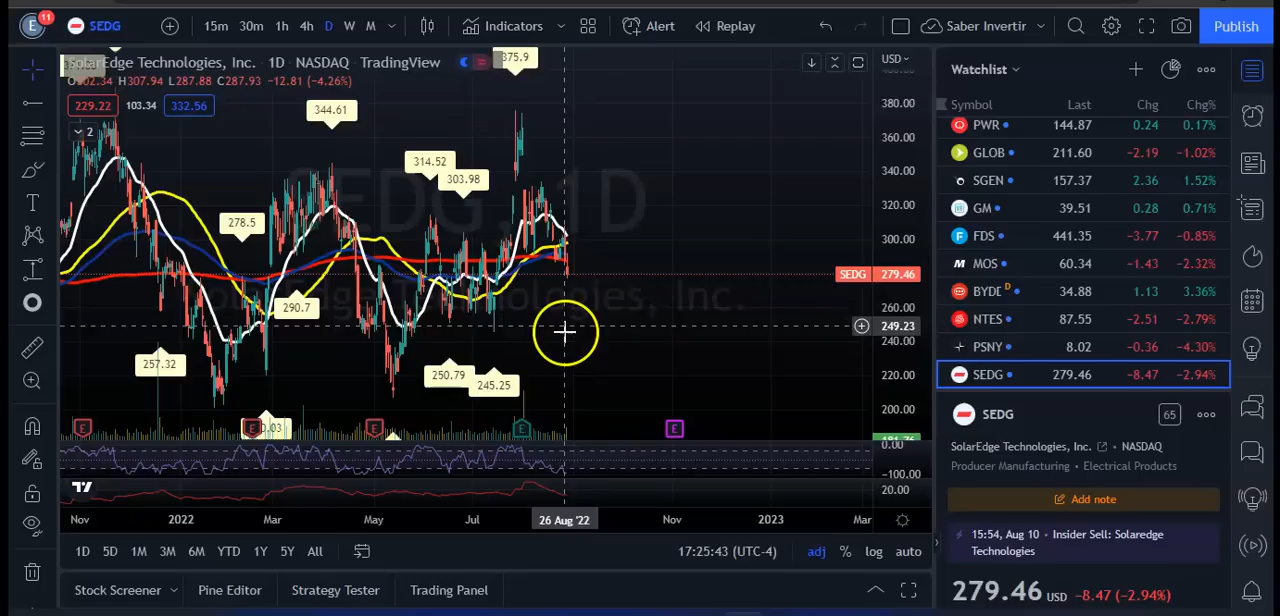 E 11 SEDG 15m 30m 1h 4h D W M Indicators Alert Replay Saber Invertir Publish
SolarEdge Technologies, Inc. · 1D · NASDAQ · TradingView
H307.94 L287.88 C287.93 −12.81 (−4.26%)
229.22 103.34 332.56
2
375.9
344.61
314.52
303.98
278.5
290.7
257.32
250.79
245.25
SEDG, 1D
SolarEdge Technologies, Inc.
USD
380.00
360.00
340.00
320.00
300.00
SEDG 279.46
260.00
249.23
240.00
220.00
200.00
0.00
−100.00
20.00
E E E E E
Nov 2022 Mar May Jul 26 Aug '22 Nov 2023 Mar
1D 5D 1M 3M 6M YTD 1Y 5Y All 17:25:43 (UTC-4) adj % log auto
Stock Screener Pine Editor Strategy Tester Trading Panel
Watchlist
Symbol Last Chg Chg%
PWR 144.87 0.24 0.17%
GLOB 211.60 −2.19 −1.02%
SGEN 157.37 2.36 1.52%
GM 39.51 0.28 0.71%
FDS 441.35 −3.77 −0.85%
MOS 60.34 −1.43 −2.32%
BYDD D 34.88 1.13 3.36%
NTES 87.55 −2.51 −2.79%
PSNY 8.02 −0.36 −4.30%
SEDG 279.46 −8.47 −2.94%
SEDG 65
SolarEdge Technologies, Inc. • NASDAQ
Producer Manufacturing • Electrical Products
Add note
15:54, Aug 10 • Insider Sell: Solaredge
Technologies
279.46 USD −8.47 (−2.94%)